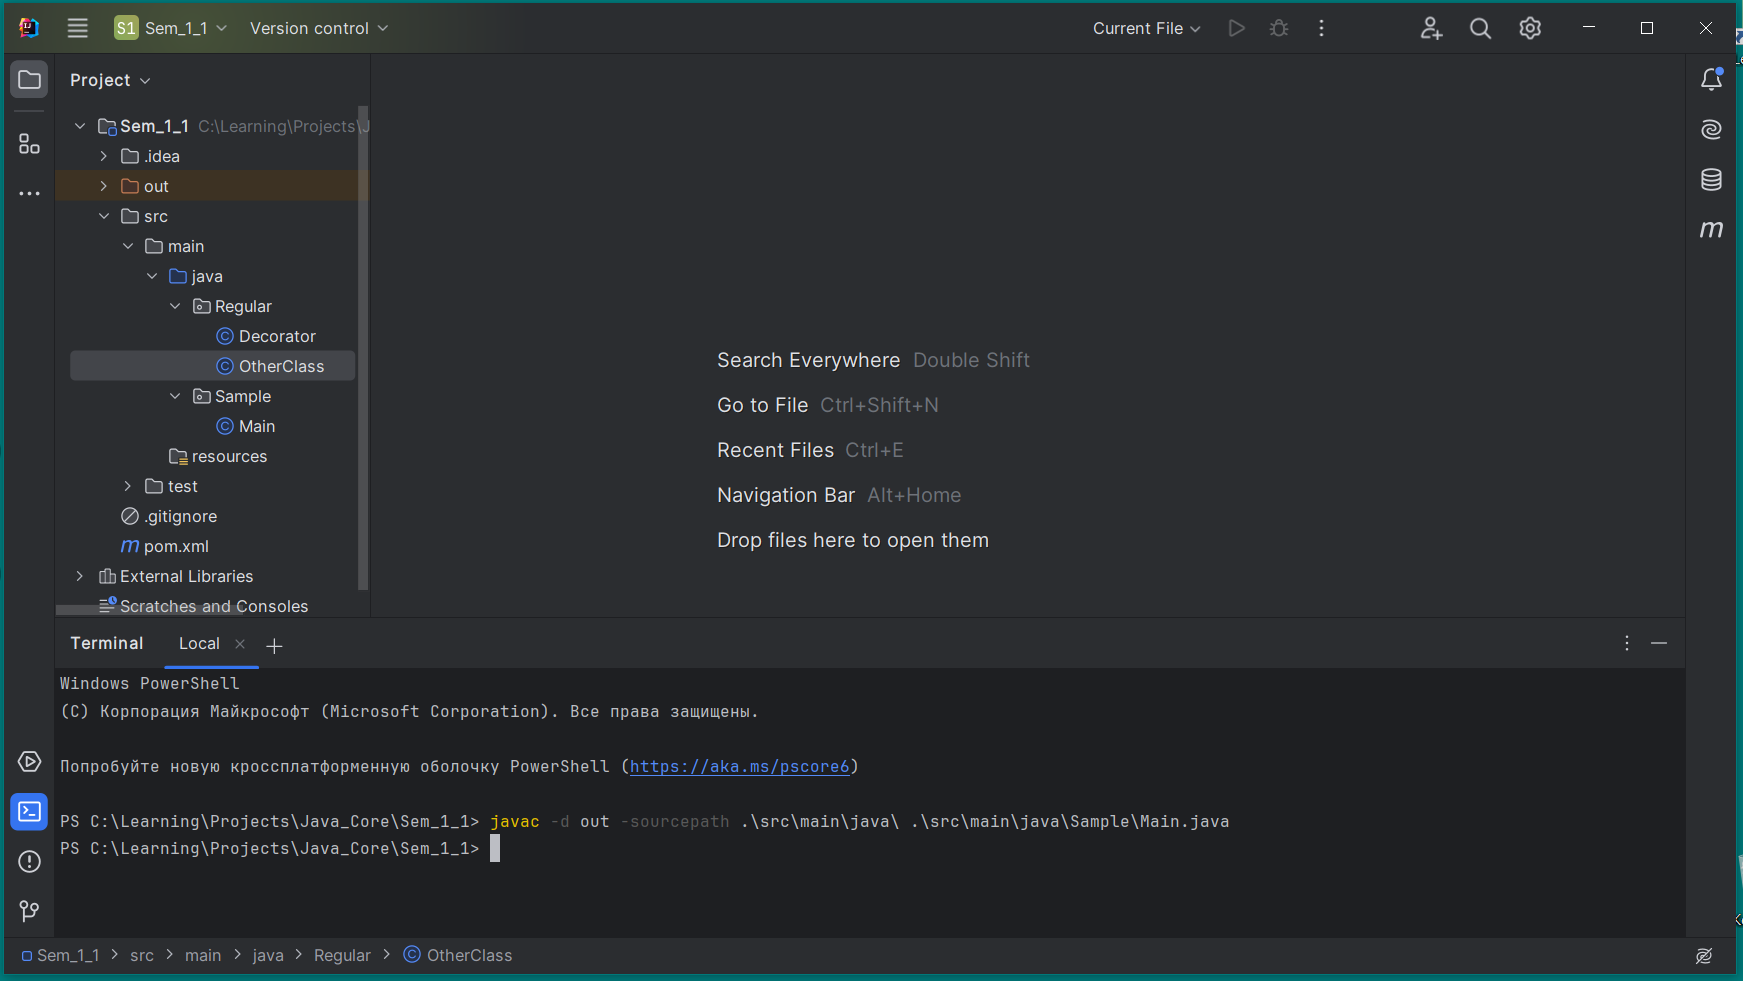 S1 Sem_1_1 Version control Current File
Project
Sem_1_1 C:\Learning\Projects\J
.idea
out
src
main
java
Regular
Decorator
OtherClass
Sample
Main
resources
test
.gitignore
m pom.xml
External Libraries
Scratches and Consoles
m
Search Everywhere Double Shift
Go to File Ctrl+Shift+N
Recent Files Ctrl+E
Navigation Bar Alt+Home
Drop files here to open them
Terminal Local
Windows PowerShell
(C) Корпорация Майкрософт (Microsoft Corporation). Все права защищены.
Попробуйте новую кроссплатформенную оболочку PowerShell (https://aka.ms/pscore6)
PS C:\Learning\Projects\Java_Core\Sem_1_1> javac -d out -sourcepath .\src\main\java\ .\src\main\java\Sample\Main.java
PS C:\Learning\Projects\Java_Core\Sem_1_1>
Sem_1_1 > src > main > java > Regular > OtherClass